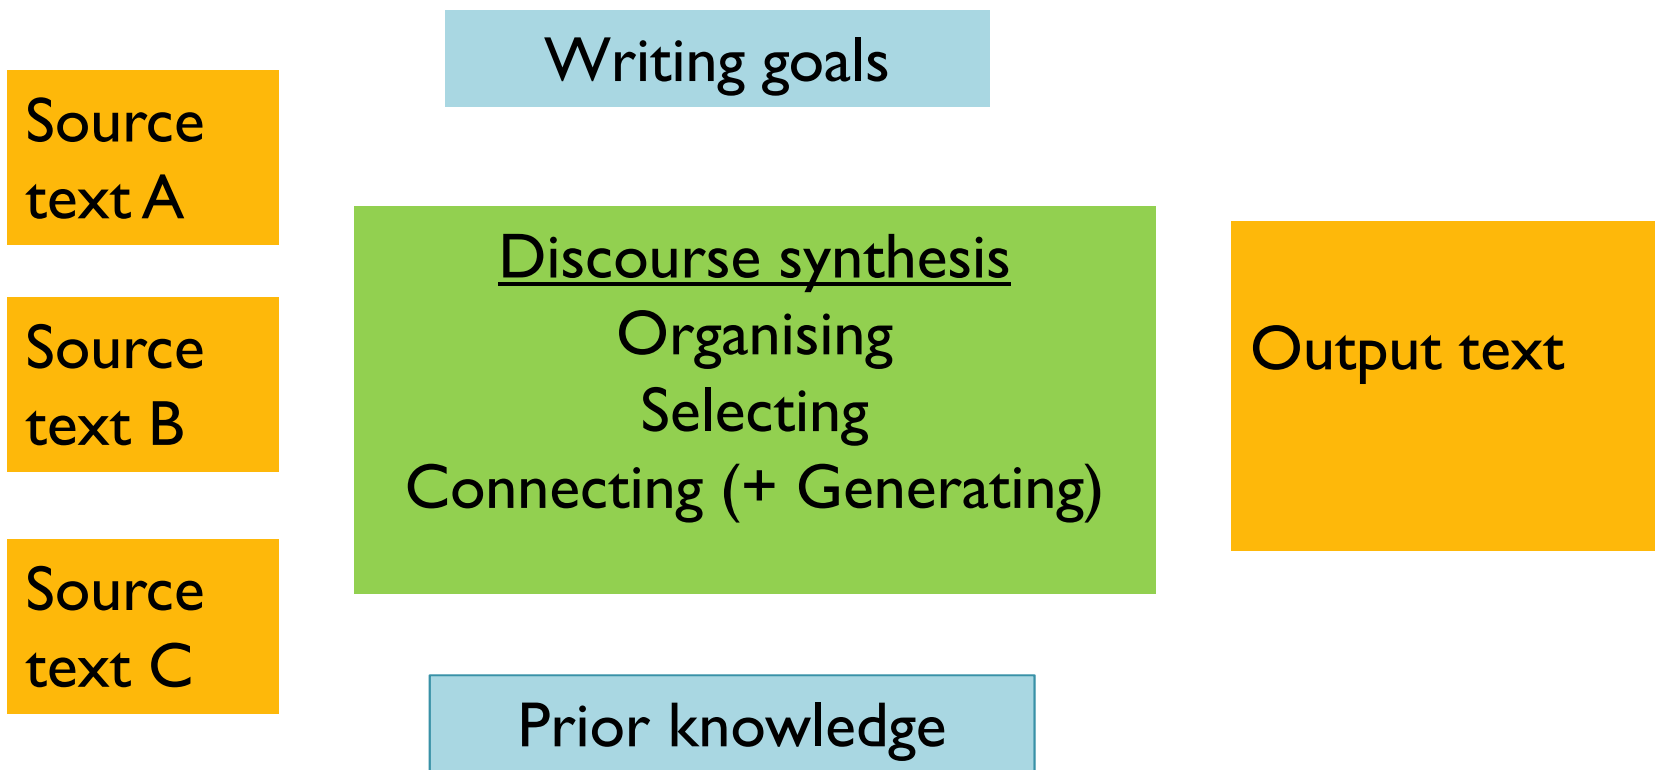 Writing goals
Source
text A
Source
text B
Source
text C
Discourse synthesis
Organising
Selecting
Connecting (+ Generating)
Output text
Prior knowledge